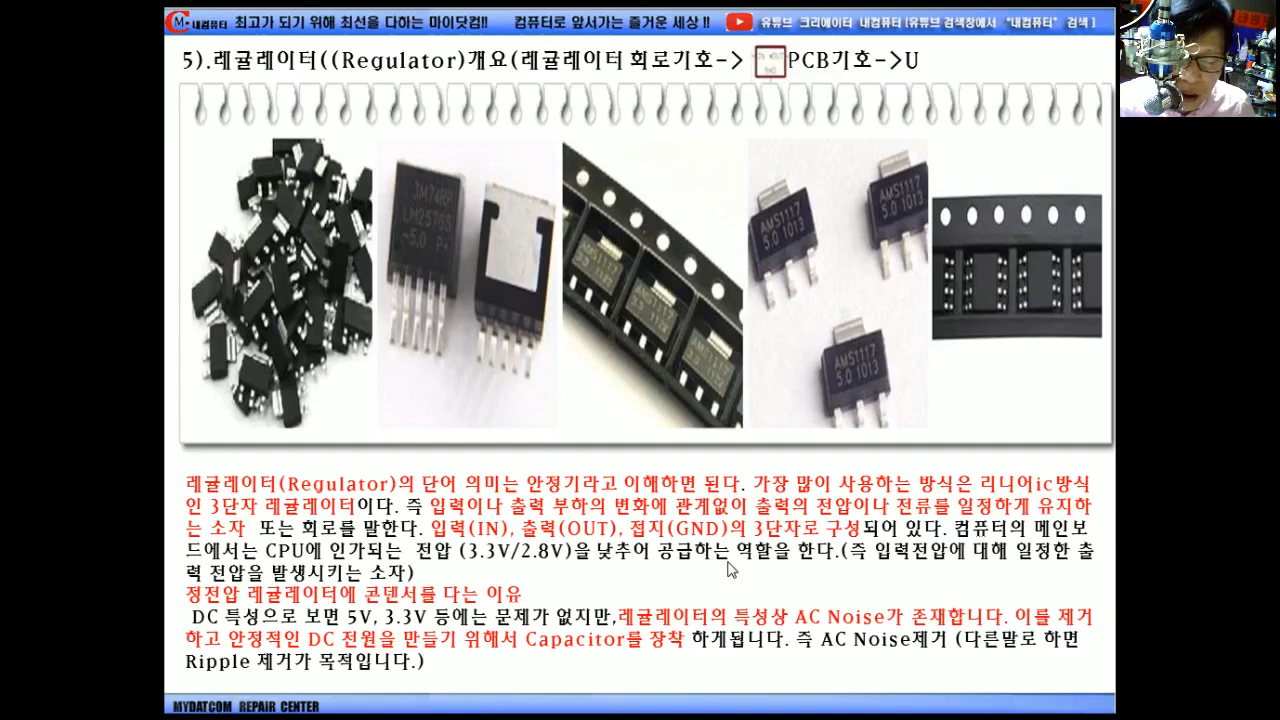 CM. 내컴퓨터 최고가 되기 위해 최선을 다하는 마이닷컴!! 컴퓨터로 앞서가는 즐거운 세상 !! 유튜브 크리에이터 내컴퓨터 [유튜브 검색창에서 "내컴퓨터" 검색 ]
5).레귤레이터((Regulator)개요(레귤레이터 회로기호-> PCB기호->U
LM2576S
-5.0 P+
AMS1117
AMS1117
AMS1117
AMS1117
5.0 1013
AMS1117
5.0 1013
AMS1117
5.0 1013
레귤레이터(Regulator)의 단어 의미는 안정기라고 이해하면 된다. 가장 많이 사용하는 방식은 리니어ic방식
인 3단자 레귤레이터이다. 즉 입력이나 출력 부하의 변화에 관계없이 출력의 전압이나 전류를 일정하게 유지하
는 소자 또는 회로를 말한다. 입력(IN), 출력(OUT), 접지(GND)의 3단자로 구성되어 있다. 컴퓨터의 메인보
드에서는 CPU에 인가되는 전압 (3.3V/2.8V)을 낮추어 공급하는 역할을 한다.(즉 입력전압에 대해 일정한 출
력 전압을 발생시키는 소자)
정전압 레귤레이터에 콘덴서를 다는 이유
DC 특성으로 보면 5V, 3.3V 등에는 문제가 없지만,레귤레이터의 특성상 AC Noise가 존재합니다. 이를 제거
하고 안정적인 DC 전원을 만들기 위해서 Capacitor를 장착 하게됩니다. 즉 AC Noise제거 (다른말로 하면
Ripple 제거가 목적입니다.)
MYDATCOM REPAIR CENTER